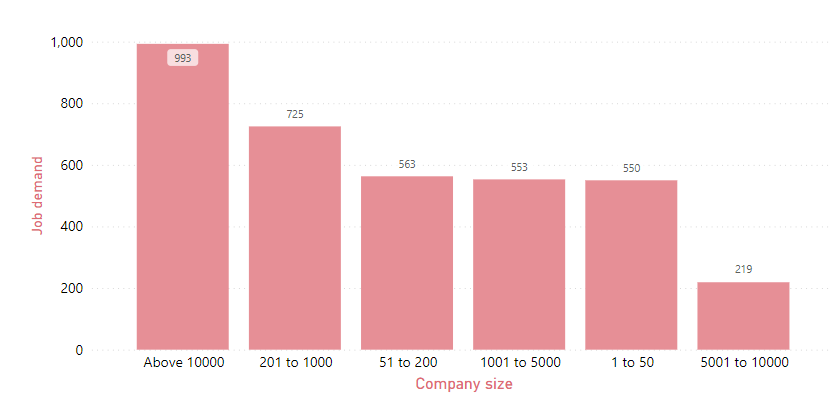 1,000
800
600
400
200
0
Job demand
993
725
563
553
550
219
Above 10000
201 to 1000
51 to 200
1001 to 5000
1 to 50
5001 to 10000
Company size